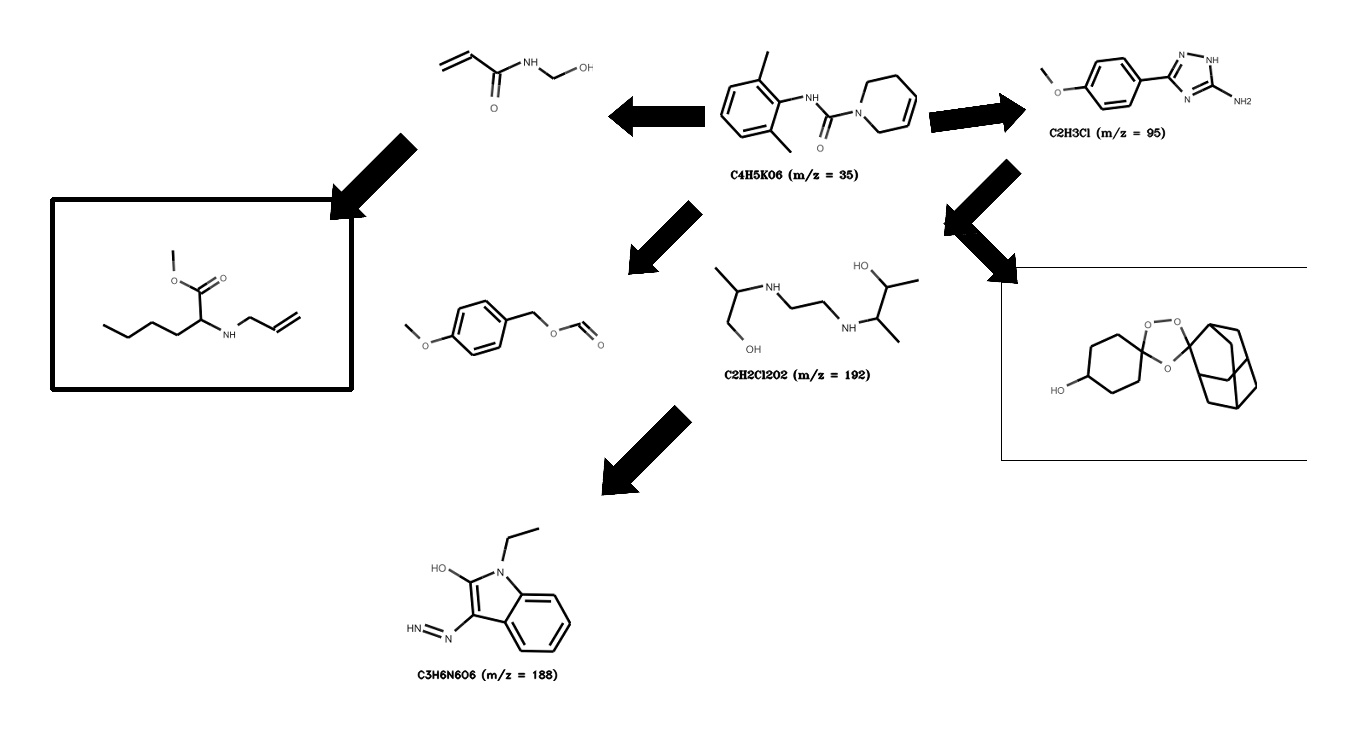 NH
OH
O
NH
N
O
C4H5KO6 (m/z = 35)
O
N
NH
N
NH2
C2H3Cl (m/z = 95)
O
O
NH
O
O
O
NH
NH
HO
OH
C2H2Cl2O2 (m/z = 192)
O
O
O
HO
HO
N
HN
N
C3H6N6O6 (m/z = 188)